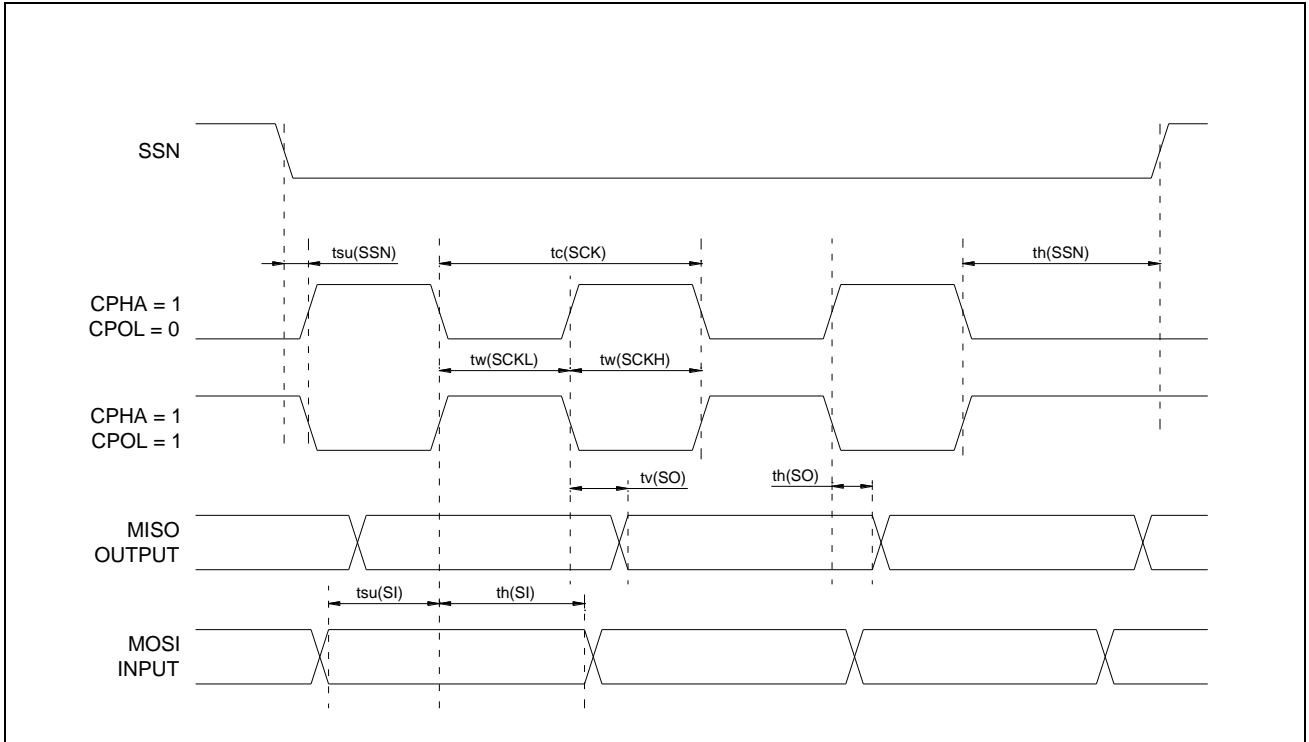 SSN
tsu(SSN)
tc(SCK)
th(SSN)
CPHA = 1
CPOL = 0
tw(SCKL)
tw(SCKH)
CPHA = 1
CPOL = 1
tv(SO)
th(SO)
MISO
OUTPUT
tsu(SI)
th(SI)
MOSI
INPUT